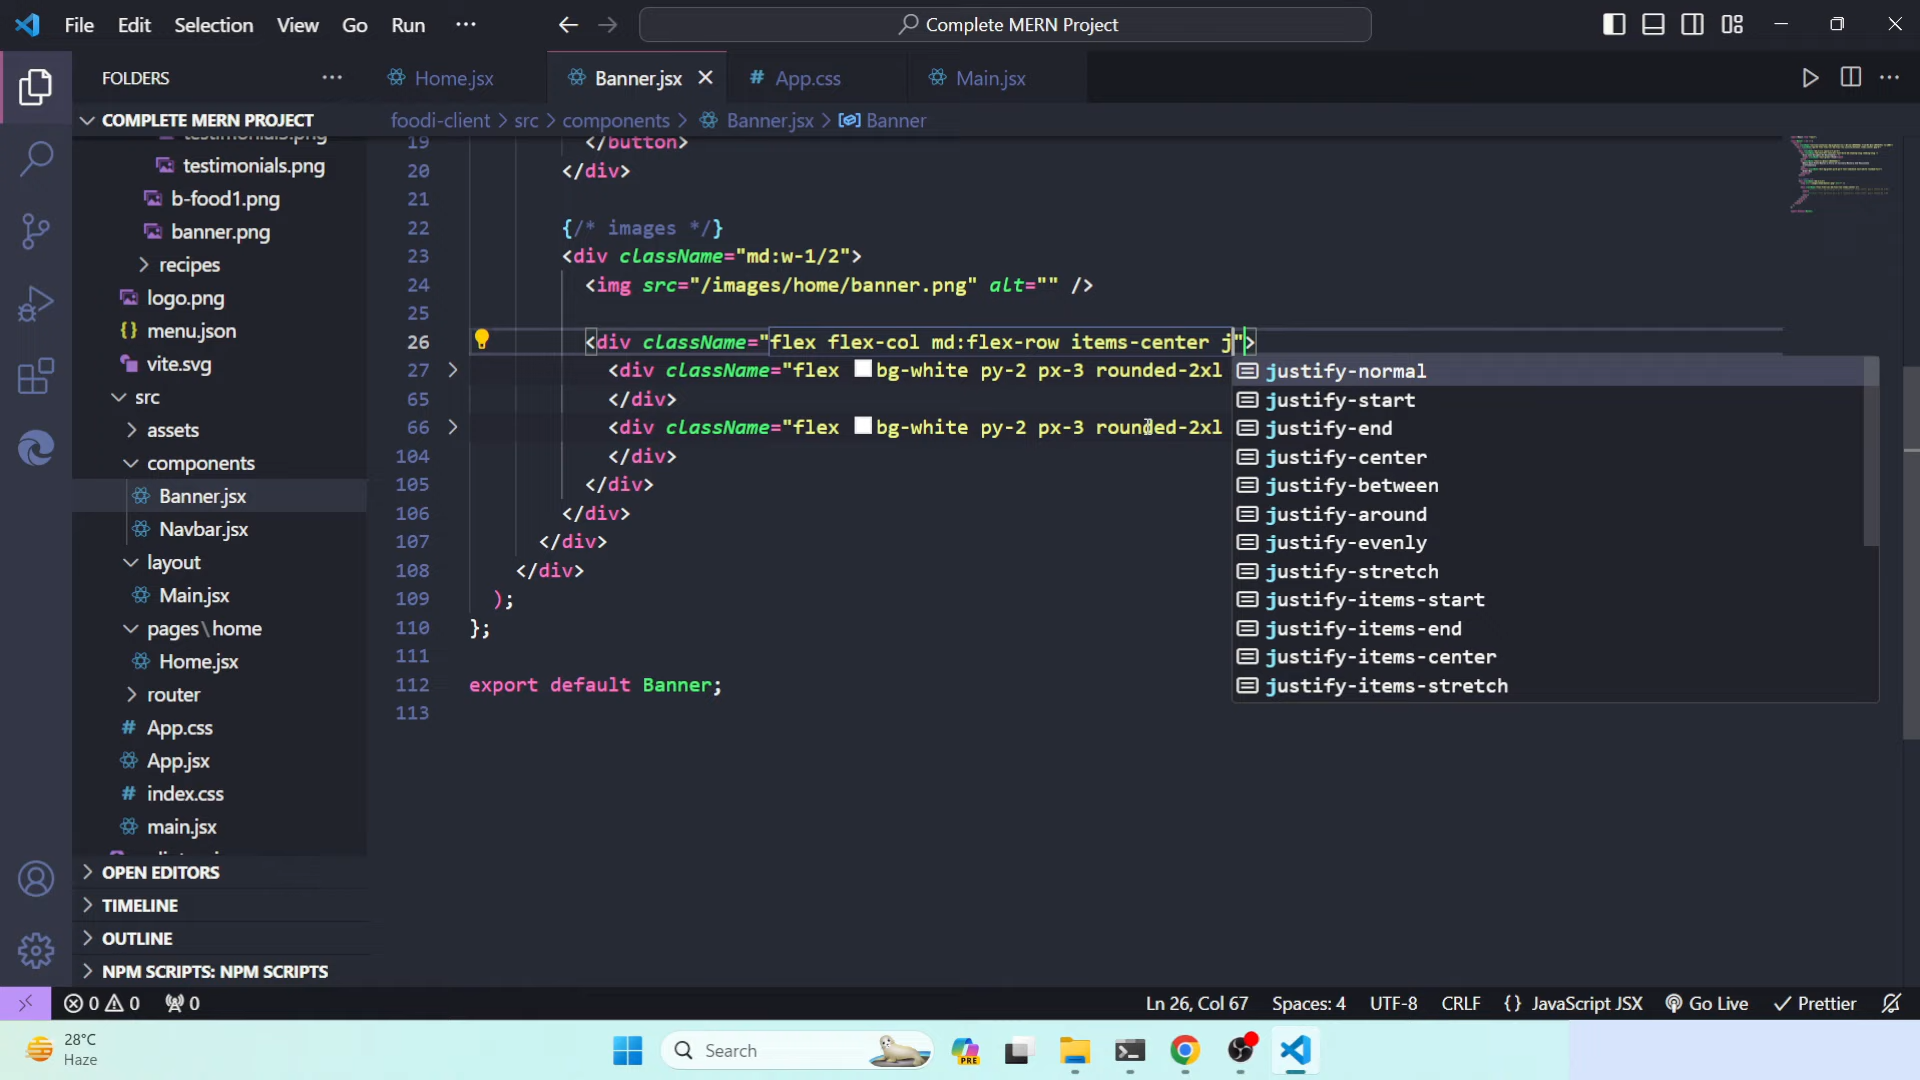 File Edit Selection View Go Run ··· Complete MERN Project
FOLDERS ···
Home.jsx Banner.jsx # App.css Main.jsx
COMPLETE MERN PROJECT
foodi-client > src > components > Banner.jsx > Banner
testimonials.png
b-food1.png
banner.png
recipes
logo.png
{} menu.json
vite.svg
src
assets
components
Banner.jsx
Navbar.jsx
layout
Main.jsx
pages\home
Home.jsx
router
# App.css
App.jsx
# index.css
main.jsx
OPEN EDITORS
TIMELINE
OUTLINE
NPM SCRIPTS: NPM SCRIPTS
19 </button>
20 </div>
21
22 {/* images */}
23 <div className="md:w-1/2">
24 <img src="/images/home/banner.png" alt="" />
25
26 <div className="flex flex-col md:flex-row items-center j">
27 <div className="flex bg-white py-2 px-3 rounded-2xl
65 </div>
66 <div className="flex bg-white py-2 px-3 rounded-2xl
104 </div>
105 </div>
106 </div>
107 </div>
108 </div>
109 );
110 };
111
112 export default Banner;
113
justify-normal
justify-start
justify-end
justify-center
justify-between
justify-around
justify-evenly
justify-stretch
justify-items-start
justify-items-end
justify-items-center
justify-items-stretch
0 0 0 Ln 26, Col 67 Spaces: 4 UTF-8 CRLF {} JavaScript JSX Go Live Prettier
28°C
Haze
Search
PRE